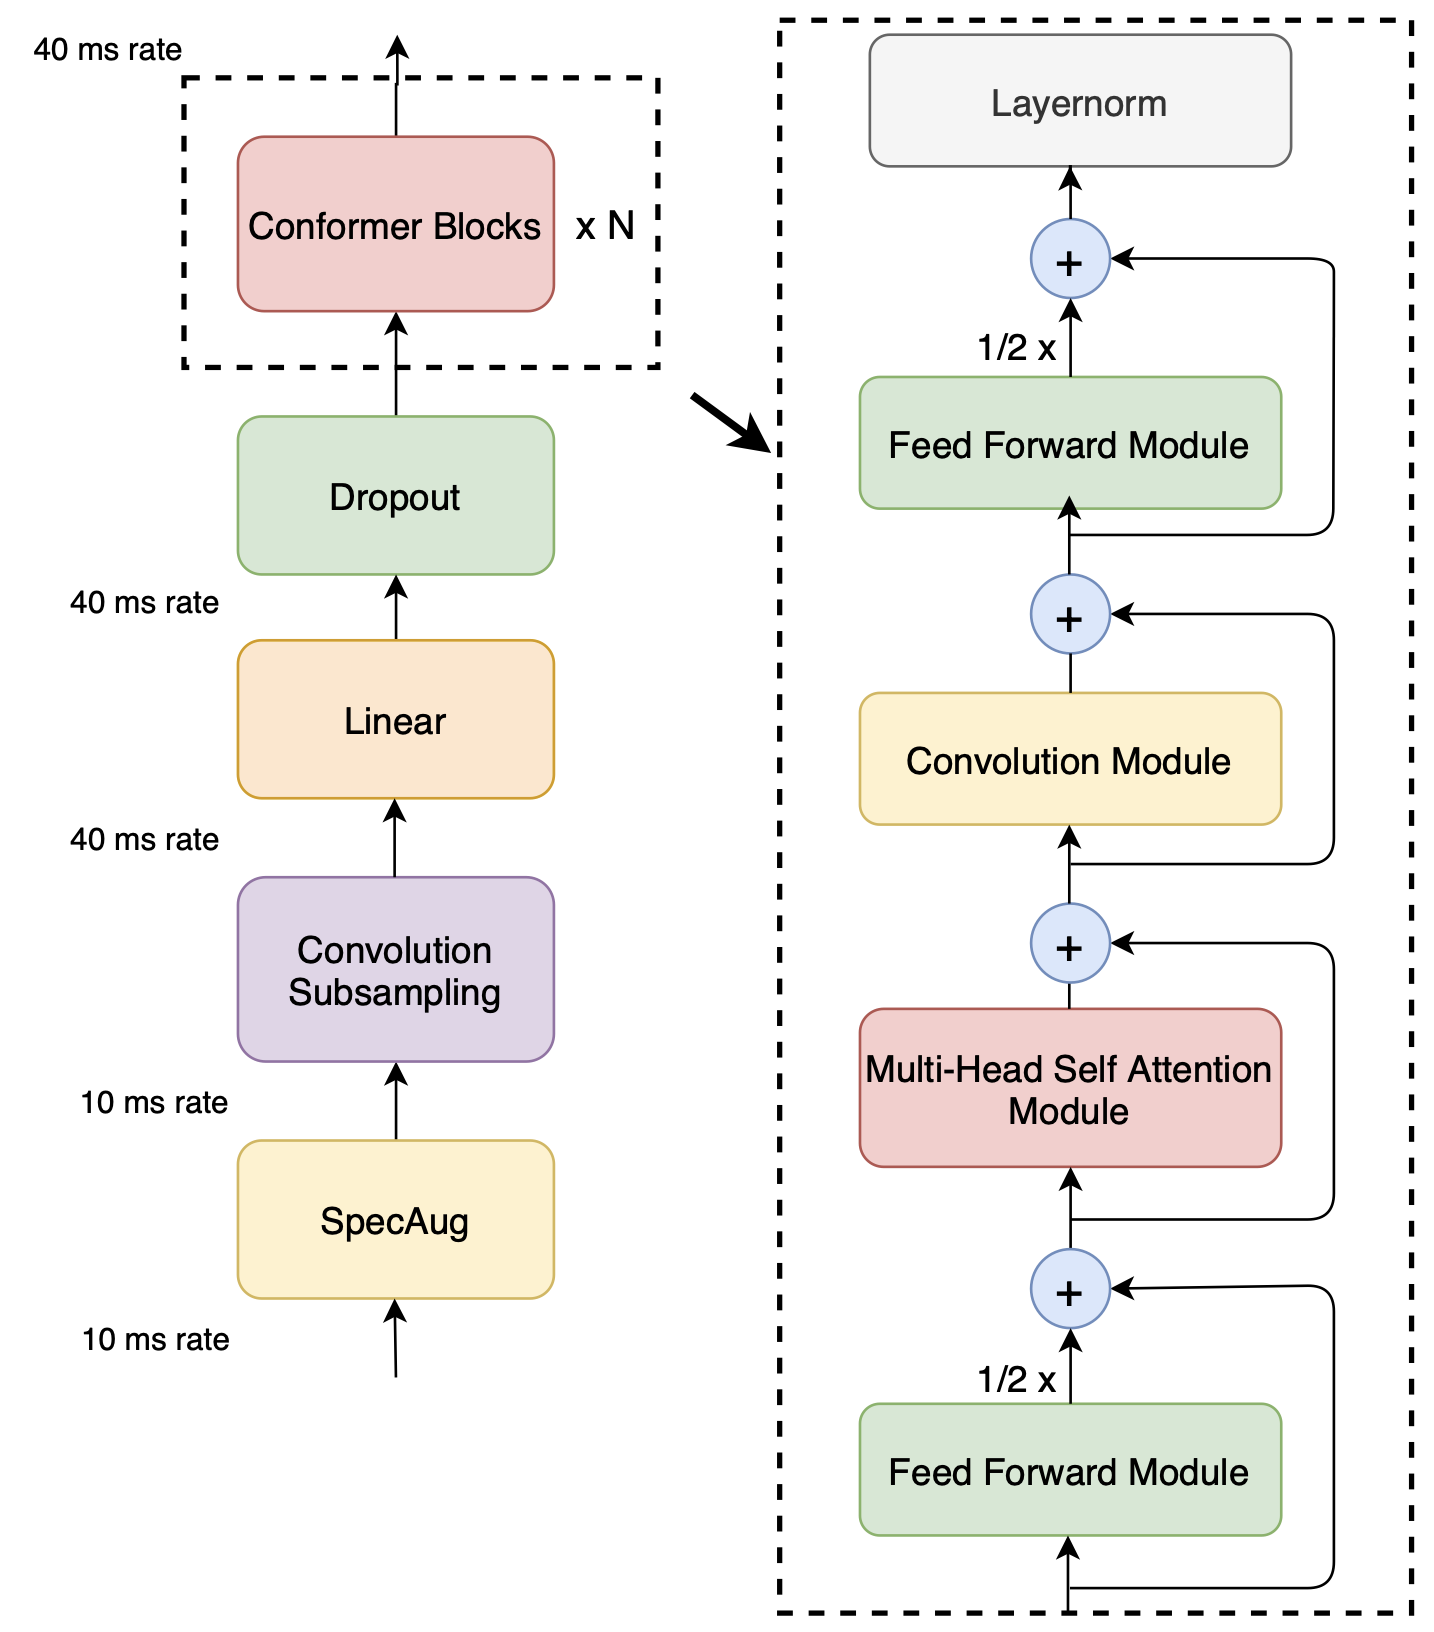 40 ms rate
Conformer Blocks
x N
Dropout
40 ms rate
Linear
40 ms rate
Convolution
Subsampling
10 ms rate
SpecAug
10 ms rate
Layernorm
+
1/2 x
Feed Forward Module
+
Convolution Module
+
Multi-Head Self Attention
Module
+
1/2 x
Feed Forward Module